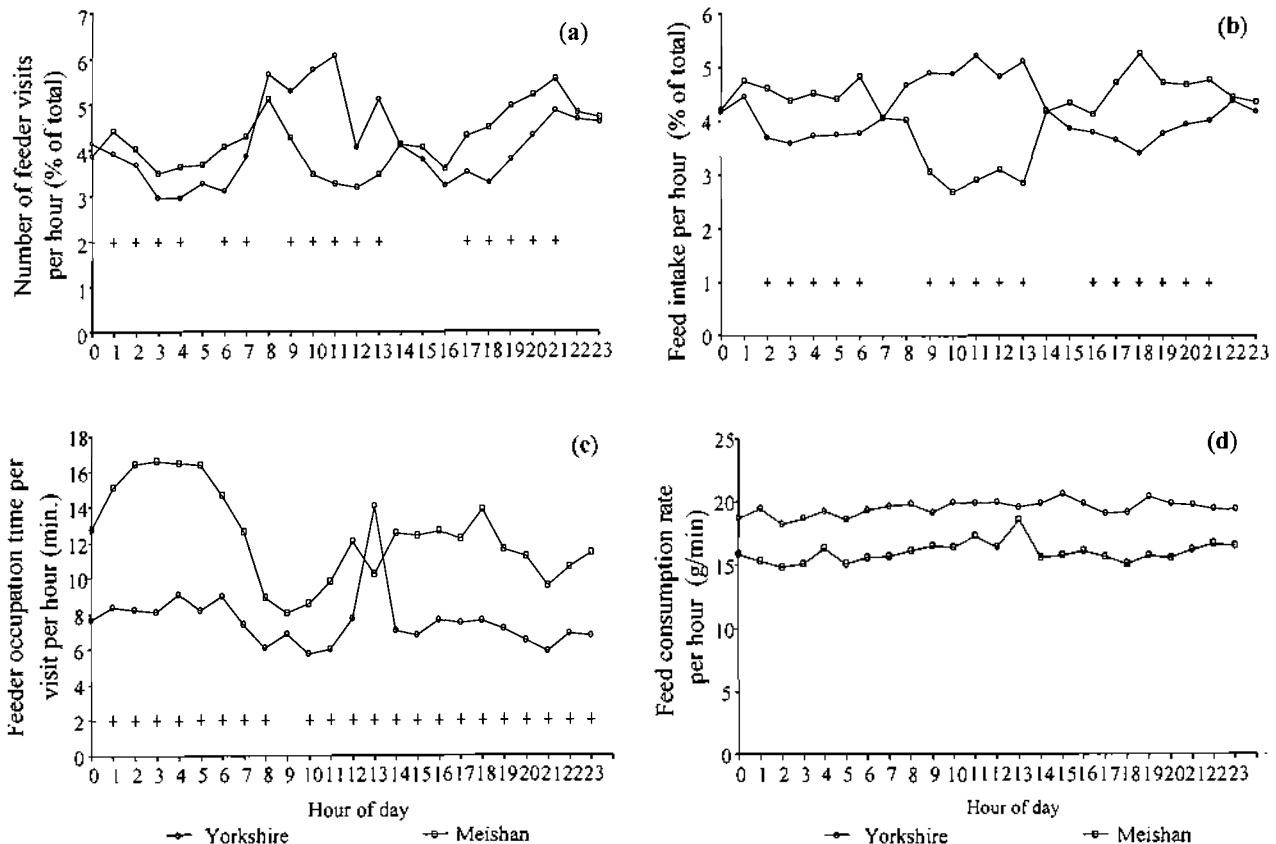 (a)
Number of feeder visits
per hour (% of total)
7
6
5
4
3
2
1
0
+ + + + + + + + + + + + + + + +
0 1 2 3 4 5 6 7 8 9 10 11 12 13 14 15 16 17 18 19 20 21 22 23
(b)
Feed intake per hour (% of total)
6
5
4
3
2
1
0
+ + + + + + + + + + + + + + + +
0 1 2 3 4 5 6 7 8 9 10 11 12 13 14 15 16 17 18 19 20 21 22 23
(c)
Feeder occupation time per
visit per hour (min.)
18
16
14
12
10
8
6
4
2
0
+ + + + + + + + + + + + + + + + + + + + + +
0 1 2 3 4 5 6 7 8 9 10 11 12 13 14 15 16 17 18 19 20 21 22 23
Hour of day
Yorkshire Meishan
(d)
Feed consumption rate
per hour (g/min)
25
20
15
10
5
0
0 1 2 3 4 5 6 7 8 9 10 11 12 13 14 15 16 17 18 19 20 21 22 23
Hour of day
Yorkshire Meishan